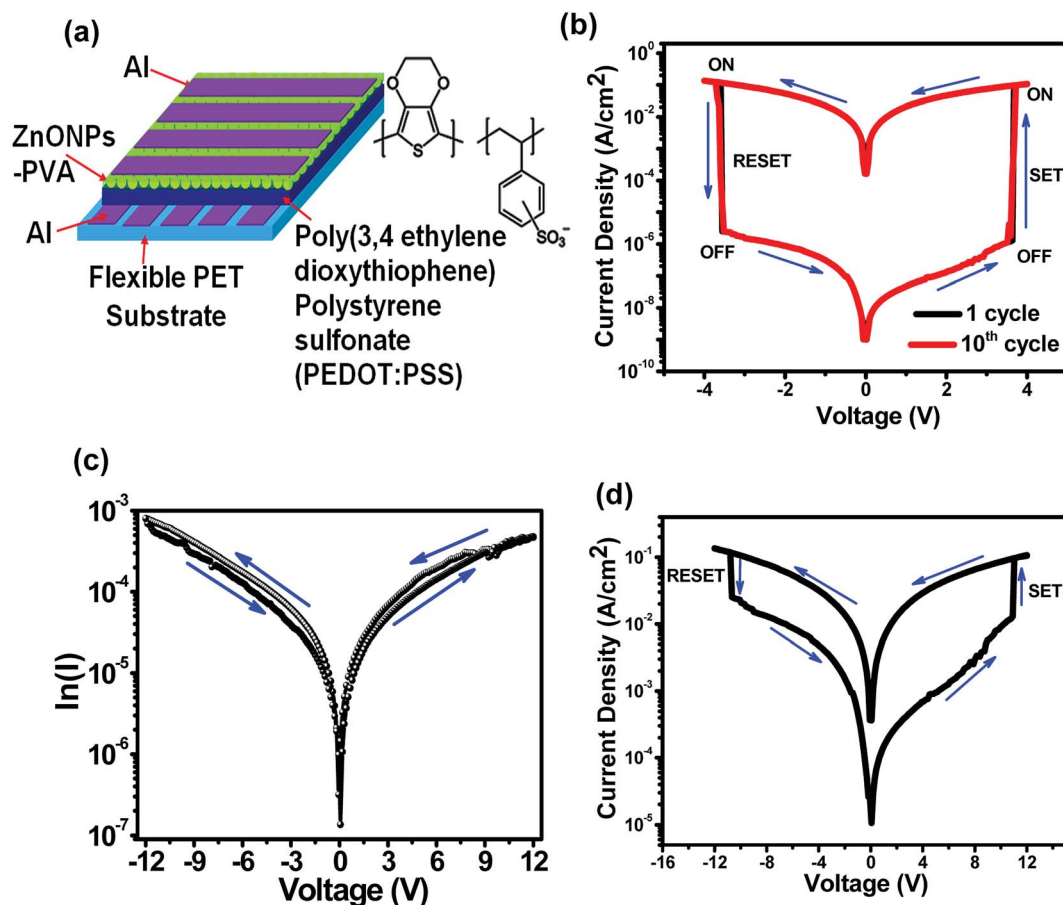 (a)
Al
ZnONPs
-PVA
Al
Flexible PET
Substrate
O
O
S
SO₃⁻
Poly(3,4 ethylene
dioxythiophene)
Polystyrene
sulfonate
(PEDOT:PSS)
(b)
Current Density (A/cm²)
10⁰
10⁻²
10⁻⁴
10⁻⁶
10⁻⁸
10⁻¹⁰
ON
ON
RESET
SET
OFF
OFF
1 cycle
10ᵗʰ cycle
-4 -2 0 2 4
Voltage (V)
(c)
ln(I)
10⁻³
10⁻⁴
10⁻⁵
10⁻⁶
10⁻⁷
-12 -9 -6 -3 0 3 6 9 12
Voltage (V)
(d)
Current Density (A/cm²)
10⁻¹
10⁻²
10⁻³
10⁻⁴
10⁻⁵
RESET
SET
-16 -12 -8 -4 0 4 8 12
Voltage (V)